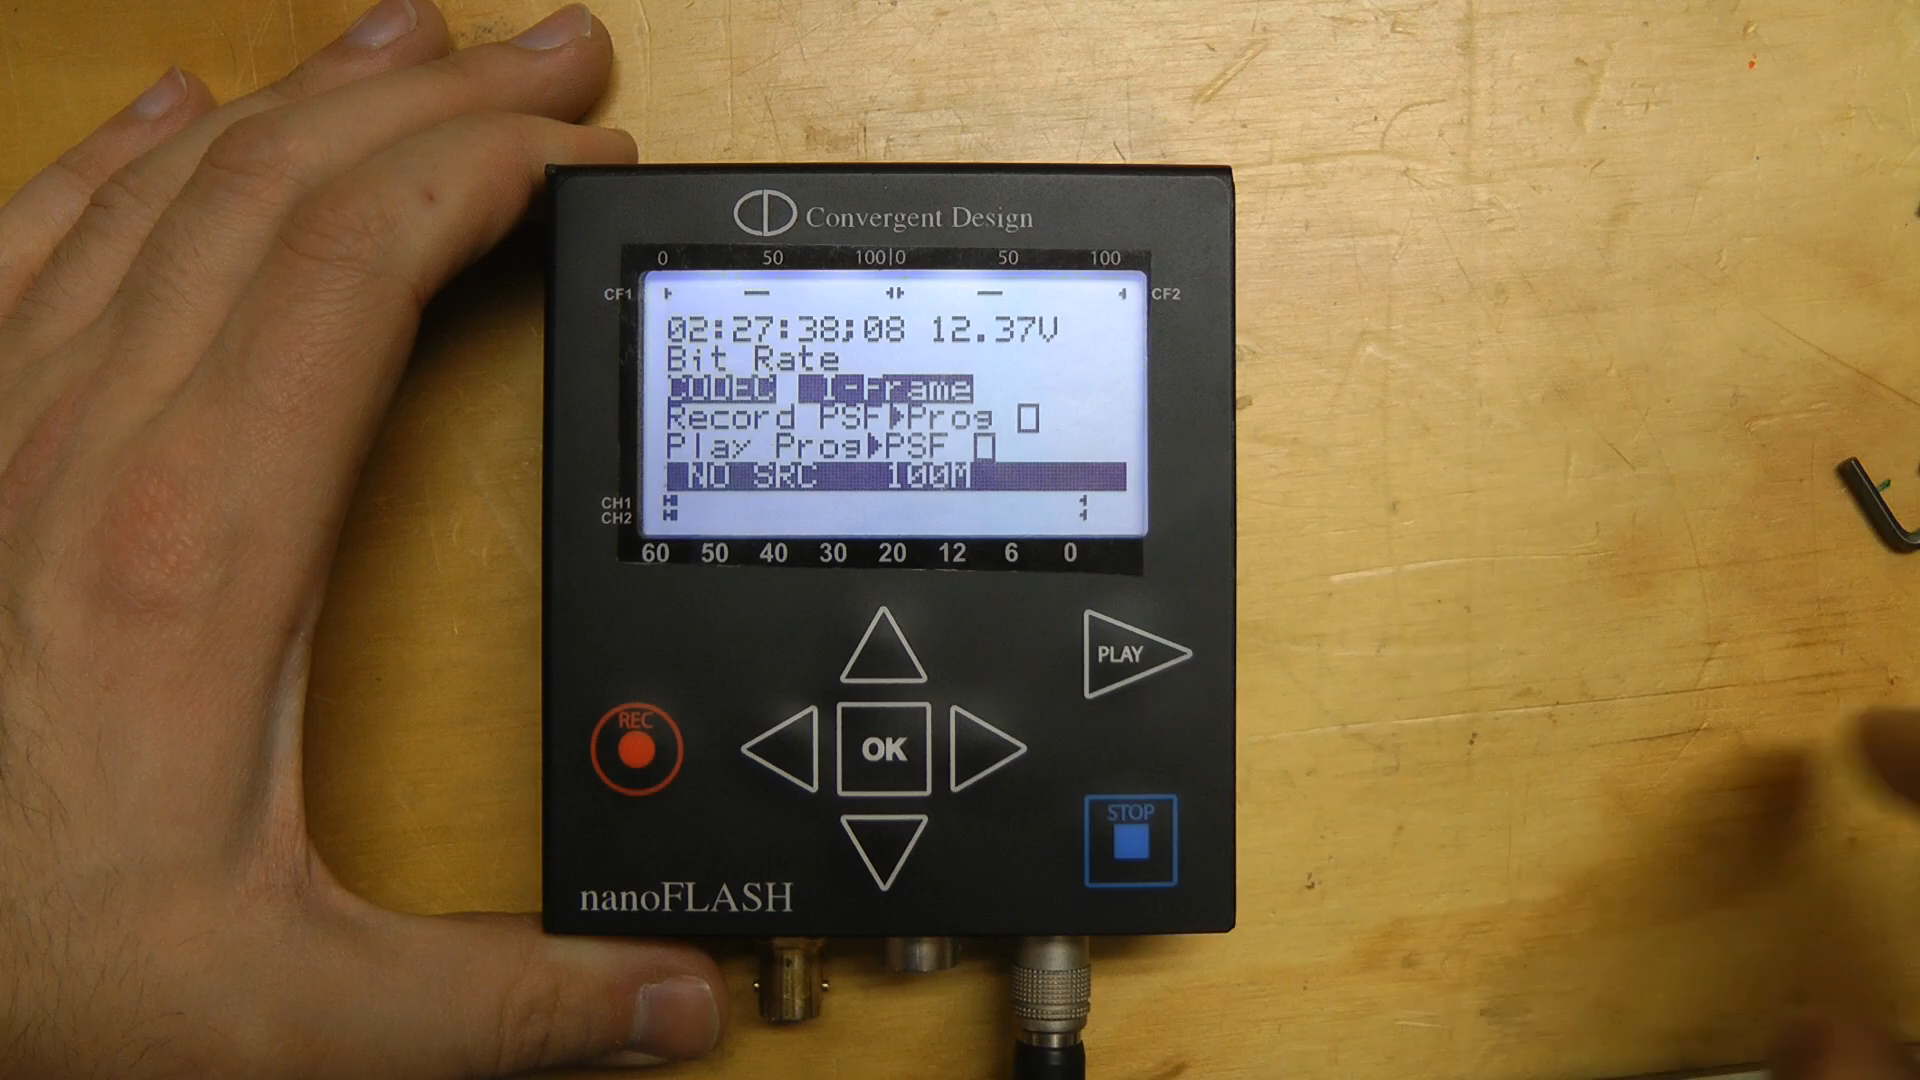 Convergent Design
0 50 100|0 50 100
CF1 CF2
02:27:38;08 12.37V
Bit Rate
CODEC I-Frame
Record PSF▸Prog
Play Prog▸PSF
NO SRC 100M
CH1
CH2
60 50 40 30 20 12 6 0
PLAY
REC
OK
STOP
nanoFLASH